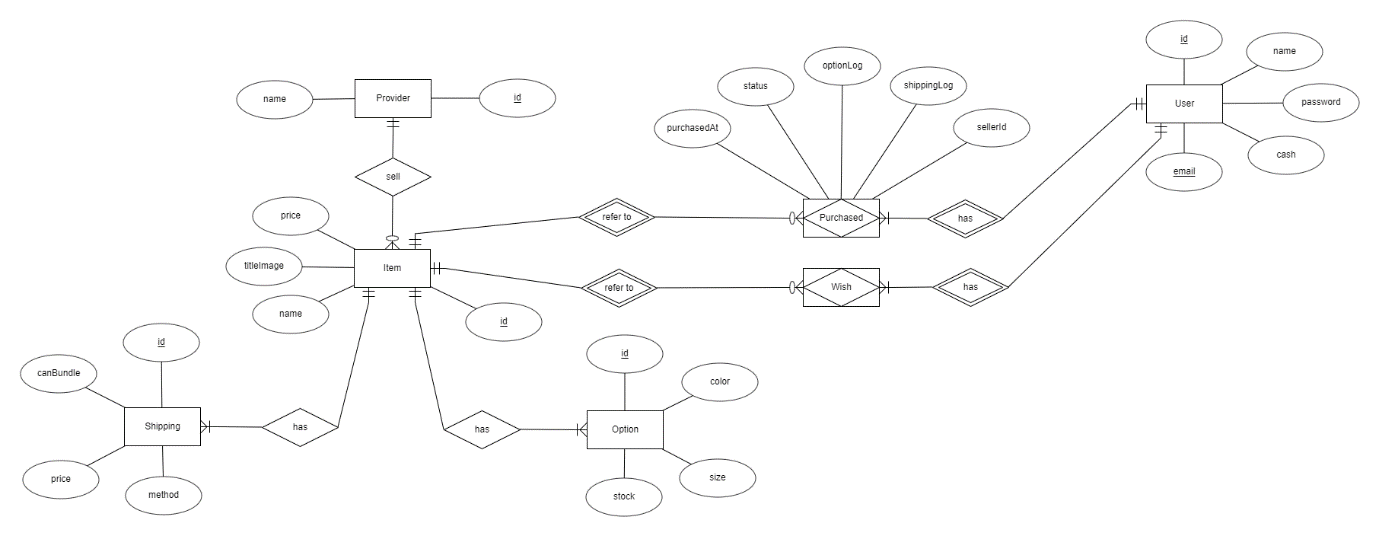 id
name
User
password
cash
email
optionLog
status
shippingLog
purchasedAt
sellerId
name
Provider
id
sell
price
refer to
Purchased
has
titleImage
Item
refer to
Wish
has
name
id
id
canBundle
Shipping
has
price
method
id
color
has
Option
size
stock